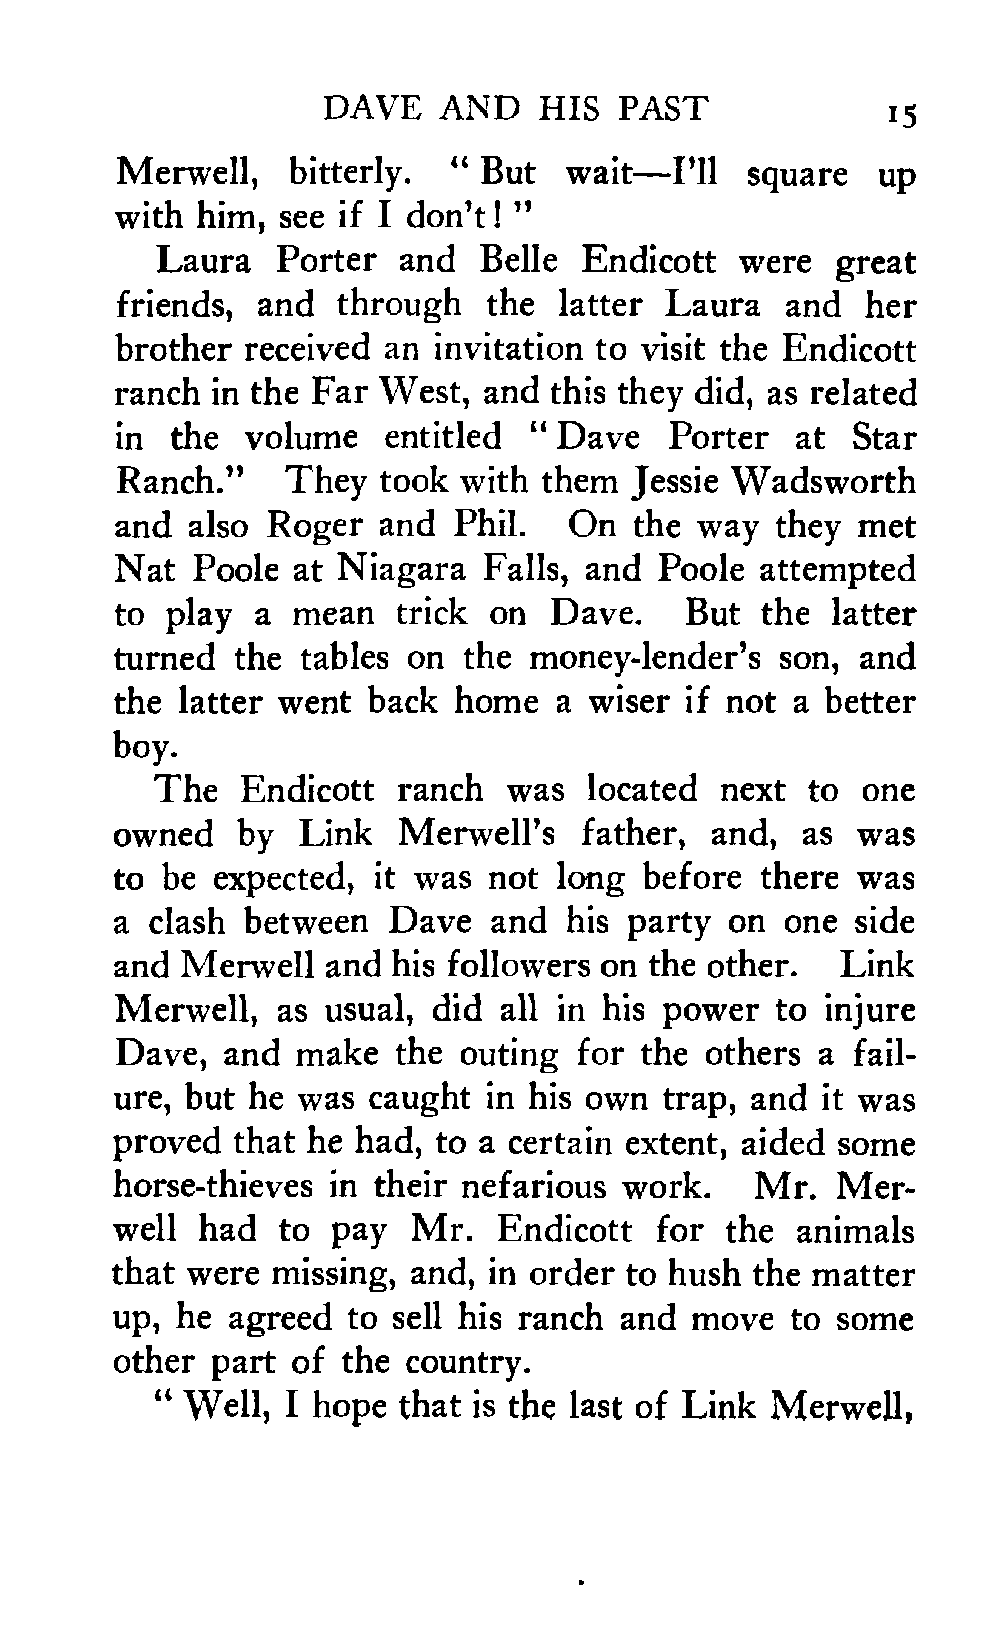 DAVE AND HIS PAST 15
Merwell, bitterly. " But wait—I'll square up
with him, see if I don't! "
Laura Porter and Belle Endicott were great
friends, and through the latter Laura and her
brother received an invitation to visit the Endicott
ranch in the Far West, and this they did, as related
in the volume entitled " Dave Porter at Star
Ranch." They took with them Jessie Wadsworth
and also Roger and Phil. On the way they met
Nat Poole at Niagara Falls, and Poole attempted
to play a mean trick on Dave. But the latter
turned the tables on the money-lender's son, and
the latter went back home a wiser if not a better
boy.
The Endicott ranch was located next to one
owned by Link Merwell's father, and, as was
to be expected, it was not long before there was
a clash between Dave and his party on one side
and Merwell and his followers on the other. Link
Merwell, as usual, did all in his power to injure
Dave, and make the outing for the others a fail-
ure, but he was caught in his own trap, and it was
proved that he had, to a certain extent, aided some
horse-thieves in their nefarious work. Mr. Mer-
well had to pay Mr. Endicott for the animals
that were missing, and, in order to hush the matter
up, he agreed to sell his ranch and move to some
other part of the country.
" Well, I hope that is the last of Link Merwell,